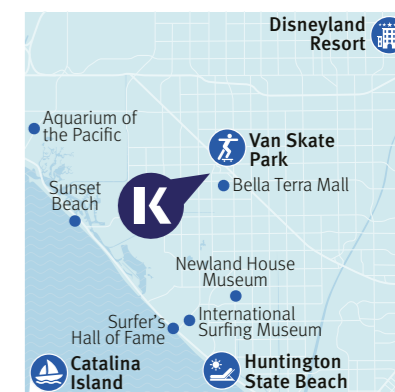 Disneyland
Resort
Aquarium of
the Pacific
Van Skate
Park
Bella Terra Mall
Sunset
Beach
K
Newland House
Museum
International
Surfing Museum
Surfer's
Hall of Fame
Catalina
Island
Huntington
State Beach